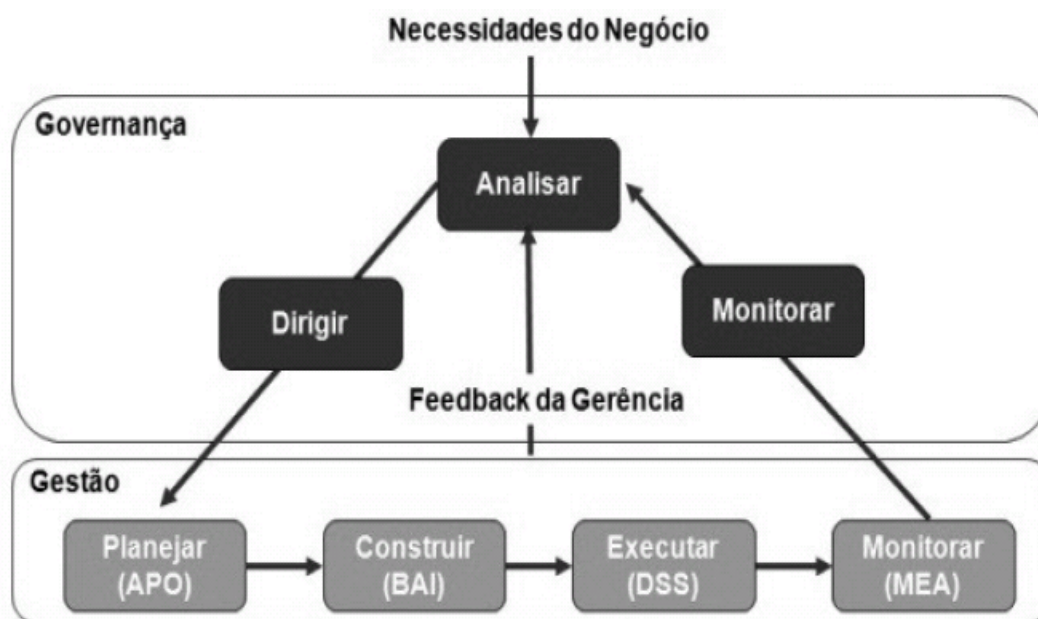 Necessidades do Negócio
Governança
Analisar
Dirigir
Monitorar
Feedback da Gerência
Gestão
Planejar
(APO)
Construir
(BAI)
Executar
(DSS)
Monitorar
(MEA)